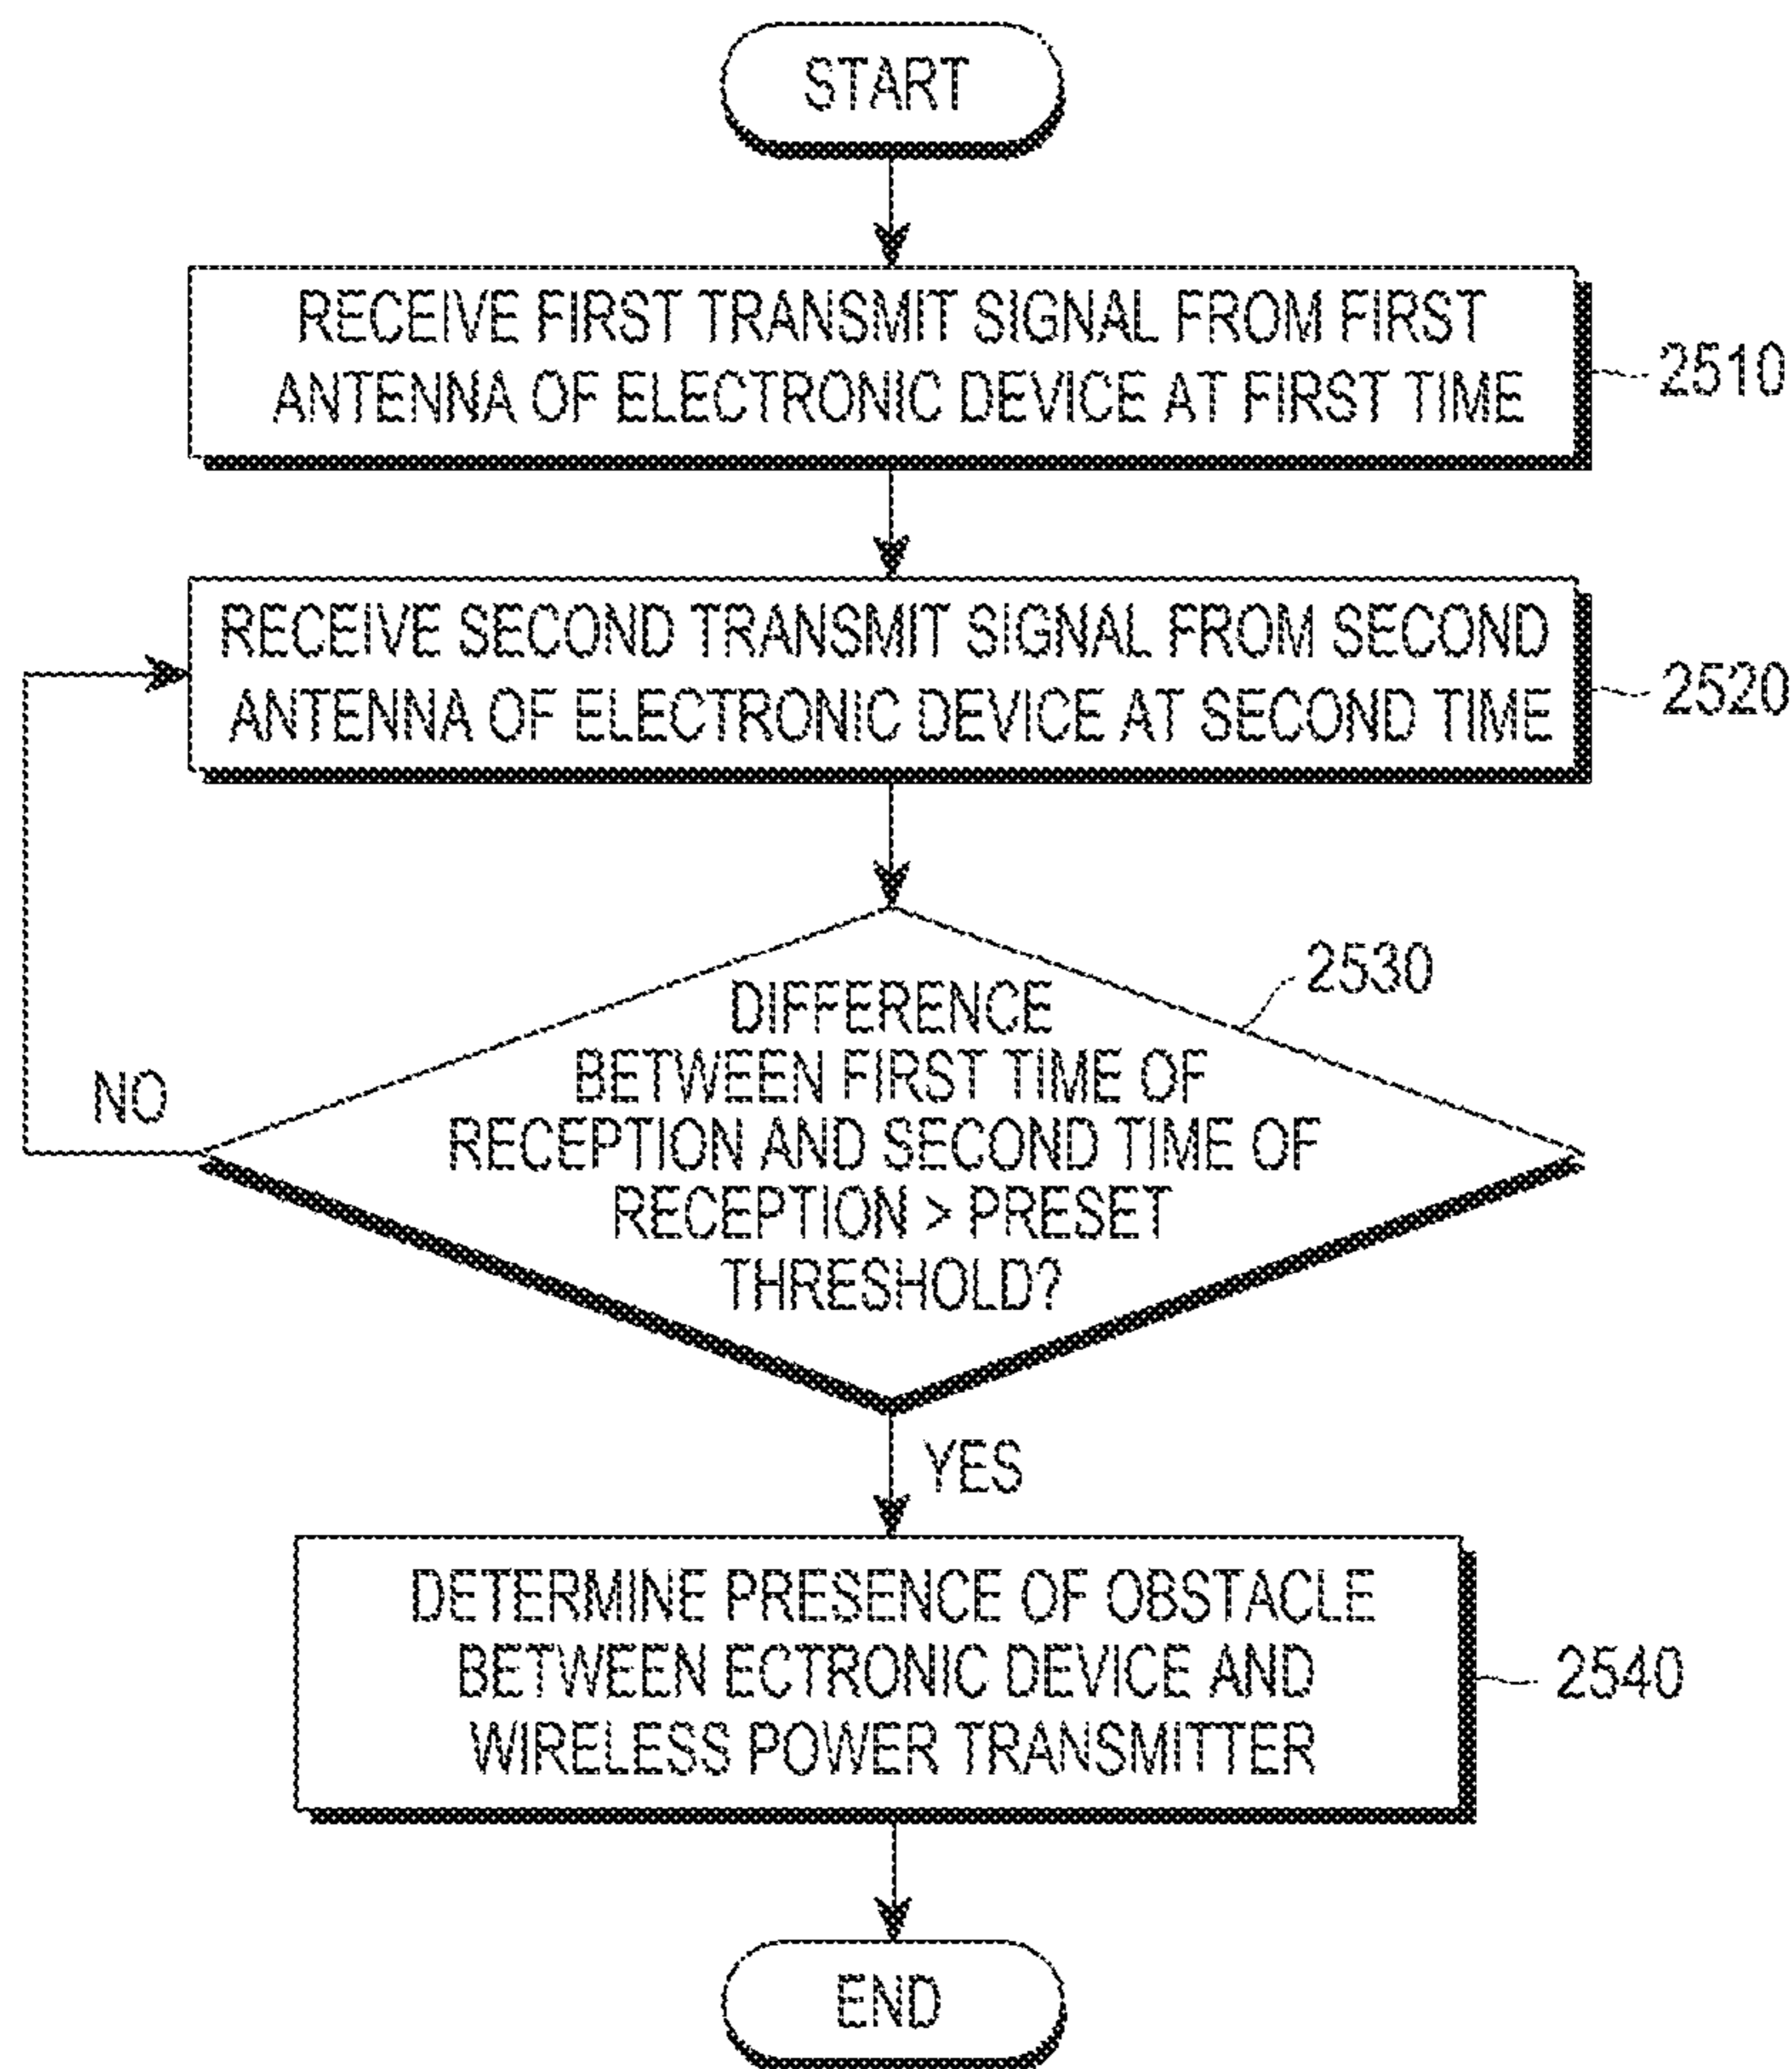 START
RECEIVE FIRST TRANSMIT SIGNAL FROM FIRST
ANTENNA OF ELECTRONIC DEVICE AT FIRST TIME
2510
RECEIVE SECOND TRANSMIT SIGNAL FROM SECOND
ANTENNA OF ELECTRONIC DEVICE AT SECOND TIME
2520
DIFFERENCE
BETWEEN FIRST TIME OF
RECEPTION AND SECOND TIME OF
RECEPTION > PRESET
THRESHOLD?
2530
NO
YES
DETERMINE PRESENCE OF OBSTACLE
BETWEEN ECTRONIC DEVICE AND
WIRELESS POWER TRANSMITTER
2540
END